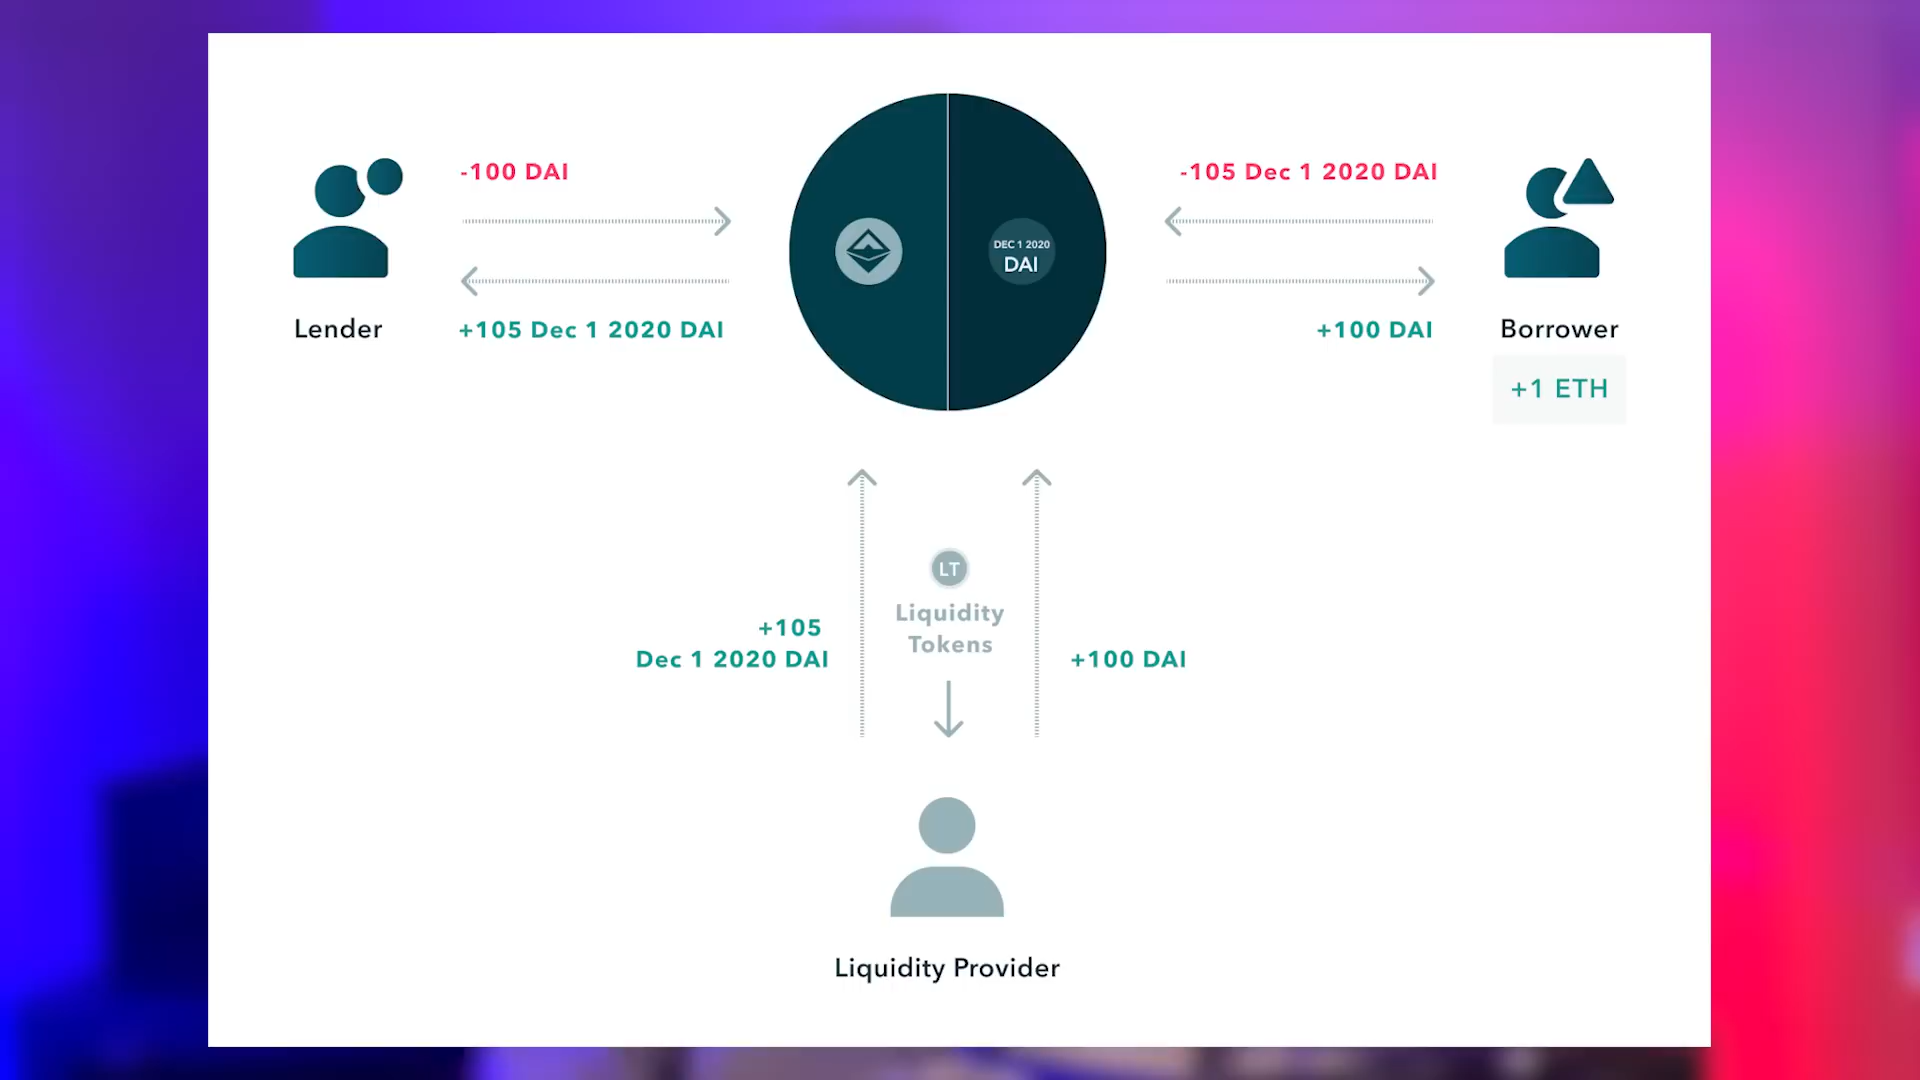 -100 DAI
-105 Dec 1 2020 DAI
DEC 1 2020
DAI
Lender
+105 Dec 1 2020 DAI
+100 DAI
Borrower
+1 ETH
LT
Liquidity
Tokens
+105
Dec 1 2020 DAI
+100 DAI
Liquidity Provider